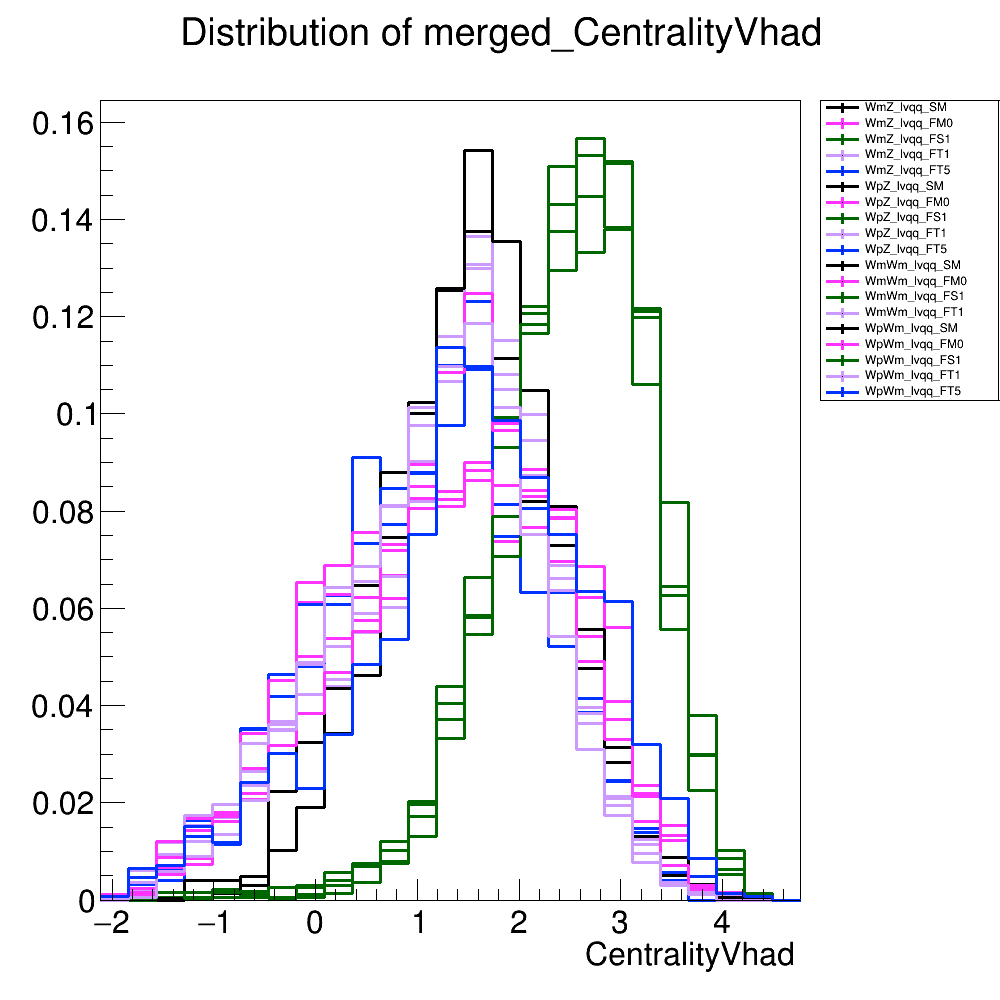 Distribution of merged_CentralityVhad
0.16
0.14
0.12
0.1
0.08
0.06
0.04
0.02
0
−2 −1 0 1 2 3 4
CentralityVhad
WmZ_lvqq_SM
WmZ_lvqq_FM0
WmZ_lvqq_FS1
WmZ_lvqq_FT1
WmZ_lvqq_FT5
WpZ_lvqq_SM
WpZ_lvqq_FM0
WpZ_lvqq_FS1
WpZ_lvqq_FT1
WpZ_lvqq_FT5
WmWm_lvqq_SM
WmWm_lvqq_FM0
WmWm_lvqq_FS1
WmWm_lvqq_FT1
WpWm_lvqq_SM
WpWm_lvqq_FM0
WpWm_lvqq_FS1
WpWm_lvqq_FT1
WpWm_lvqq_FT5